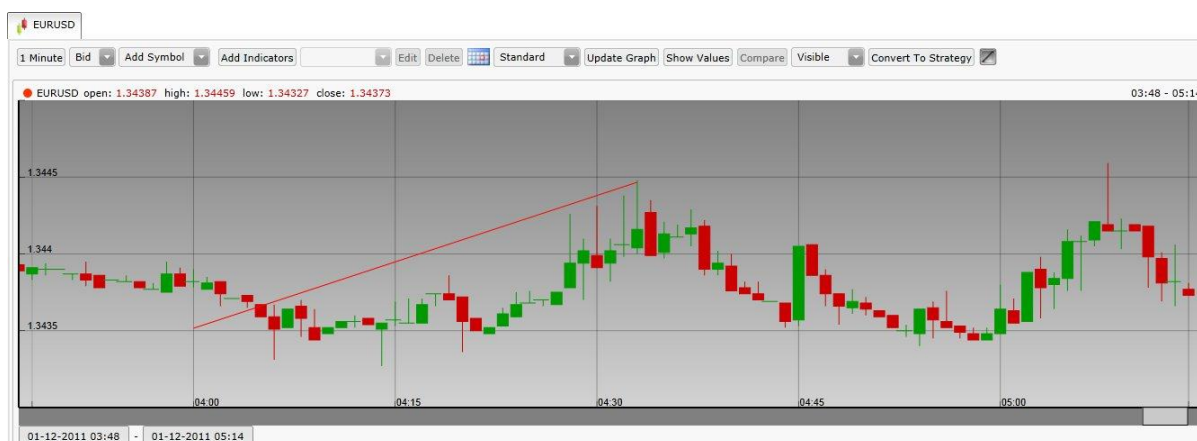 EURUSD
1 Minute Bid Add Symbol Add Indicators Edit Delete Standard Update Graph Show Values Compare Visible Convert To Strategy
EURUSD open: 1.34387 high: 1.34459 low: 1.34327 close: 1.34373 03:48 - 05:14
1.3445
1.344
1.3435
04:00 04:15 04:30 04:45 05:00
01-12-2011 03:48 - 01-12-2011 05:14